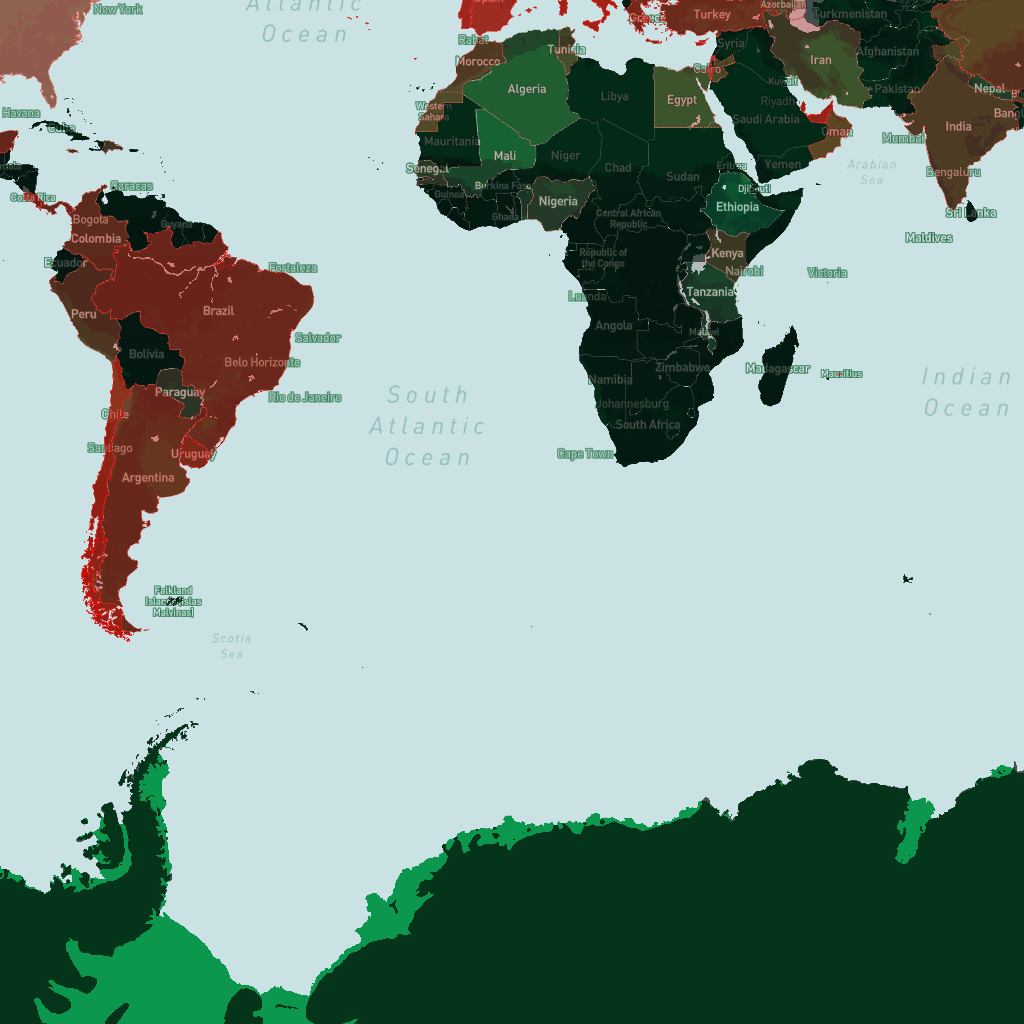 New York
Atlantic
Ocean
Spain
Greece
Turkey
Azerbaijan
Turkmenistan
Rabat
Morocco
Tunisia
Cairo
Syria
Iran
Afghanistan
Algeria
Libya
Egypt
Kuwait
Pakistan
Nepal
Havana
Cuba
Western
Sahara
Riyadh
Saudi Arabia
Oman
Mumbai
India
Mauritania
Mali
Niger
Chad
Sudan
Eritrea
Yemen
Arabian
Sea
Senegal
Burkina Faso
Djibouti
Bengaluru
Costa Rica
Caracas
Guinea
Ghana
Nigeria
Ethiopia
Sri Lanka
Bogota
Colombia
Guyana
Central African
Republic
Maldives
Ecuador
Fortaleza
Republic of
the Congo
Kenya
Nairobi
Victoria
Peru
Brazil
Luanda
Tanzania
Salvador
Angola
Malawi
Bolivia
Belo Horizonte
Zimbabwe
Madagascar
Mauritius
Paraguay
Rio de Janeiro
South
Atlantic
Ocean
Namibia
Johannesburg
Indian
Ocean
Chile
South Africa
Santiago
Uruguay
Cape Town
Argentina
Falkland
Islands (Islas
Malvinas)
Scotia
Sea